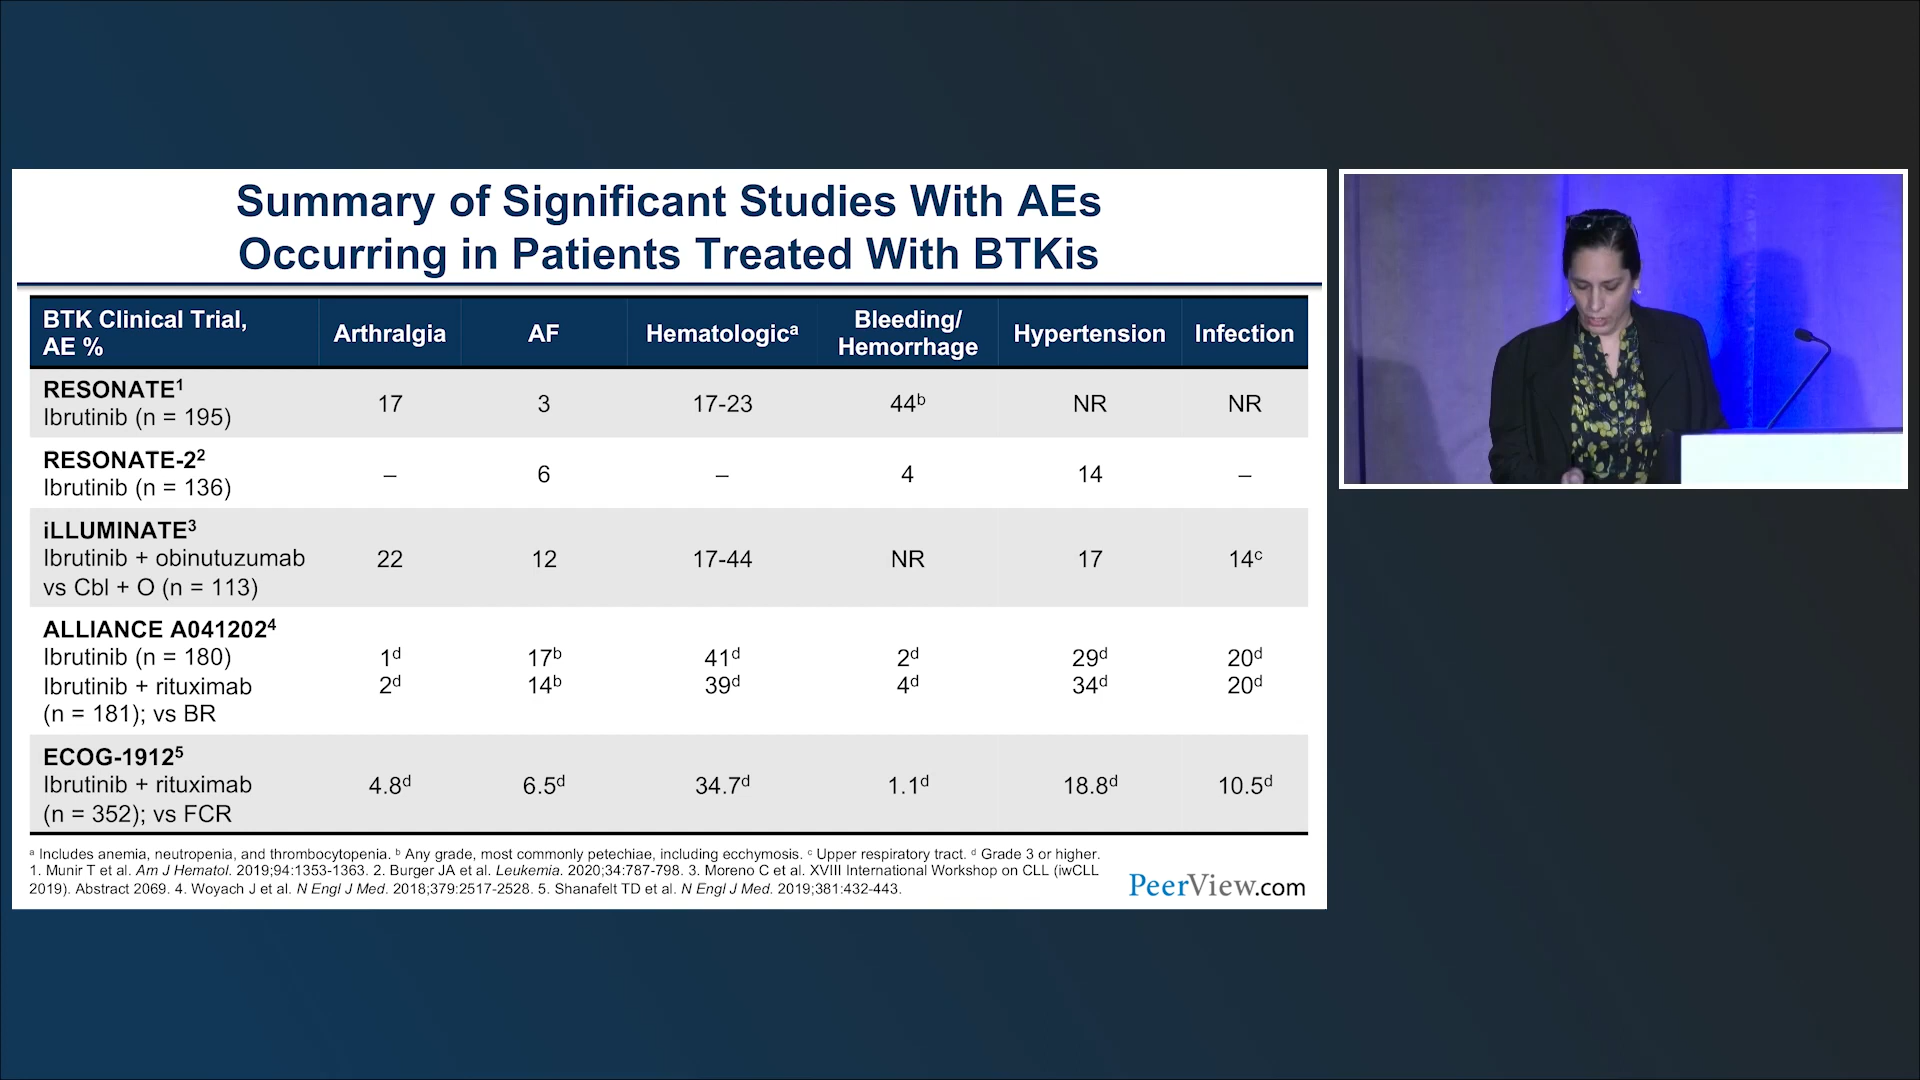 Summary of Significant Studies With AEs
Occurring in Patients Treated With BTKis
BTK Clinical Trial,
AE %
Arthralgia
AF
Hematologicᵃ
Bleeding/
Hemorrhage
Hypertension
Infection
RESONATE¹
Ibrutinib (n = 195)
17
3
17-23
44ᵇ
NR
NR
RESONATE-2²
Ibrutinib (n = 136)
–
6
–
4
14
–
iLLUMINATE³
Ibrutinib + obinutuzumab
vs Cbl + O (n = 113)
22
12
17-44
NR
17
14ᶜ
ALLIANCE A041202⁴
Ibrutinib (n = 180)
1ᵈ
17ᵇ
41ᵈ
2ᵈ
29ᵈ
20ᵈ
Ibrutinib + rituximab
(n = 181); vs BR
2ᵈ
14ᵇ
39ᵈ
4ᵈ
34ᵈ
20ᵈ
ECOG-1912⁵
Ibrutinib + rituximab
(n = 352); vs FCR
4.8ᵈ
6.5ᵈ
34.7ᵈ
1.1ᵈ
18.8ᵈ
10.5ᵈ
ᵃ Includes anemia, neutropenia, and thrombocytopenia. ᵇ Any grade, most commonly petechiae, including ecchymosis. ᶜ Upper respiratory tract. ᵈ Grade 3 or higher.
1. Munir T et al. Am J Hematol. 2019;94:1353-1363. 2. Burger JA et al. Leukemia. 2020;34:787-798. 3. Moreno C et al. XVIII International Workshop on CLL (iwCLL
2019). Abstract 2069. 4. Woyach J et al. N Engl J Med. 2018;379:2517-2528. 5. Shanafelt TD et al. N Engl J Med. 2019;381:432-443.
PeerView.com